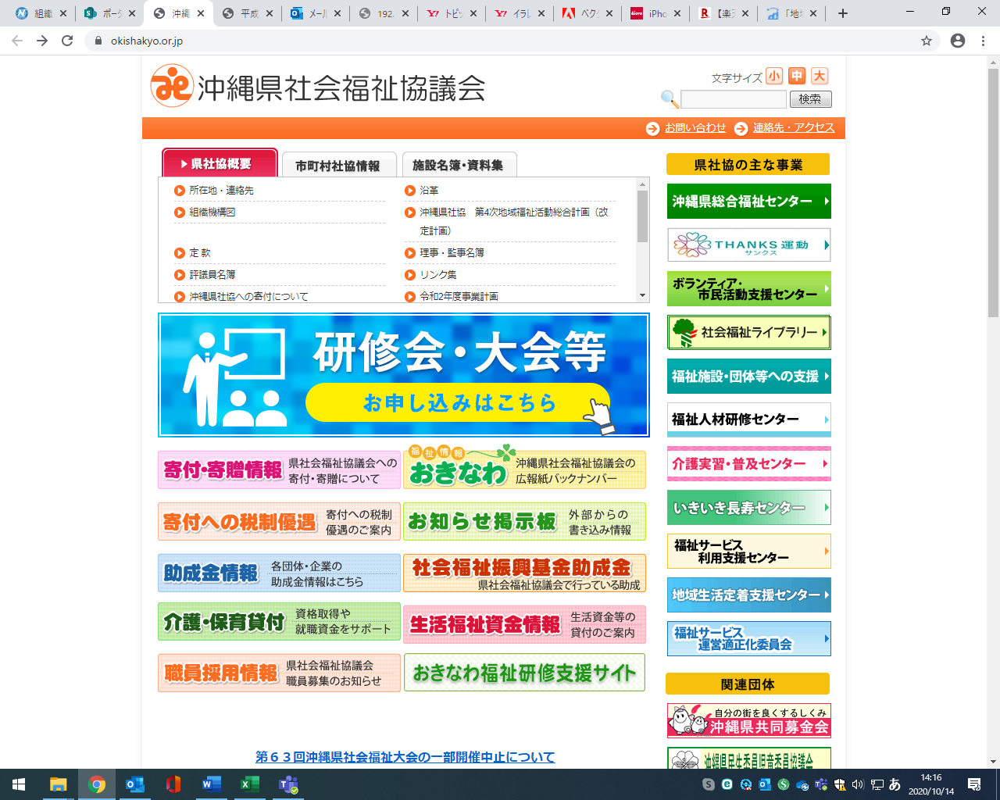 組織
ポータ
沖縄
平成
メール
192.
トピッ
イラレ
ベクタ
iPho
【楽天
「地域
okishakyo.or.jp
沖縄県社会福祉協議会
文字サイズ 小 中 大
検索
お問い合わせ 連絡先・アクセス
県社協概要 市町村社協情報 施設名簿・資料集
所在地・連絡先
沿革
組織機構図
沖縄県社協 第4次地域福祉活動総合計画（改
定計画）
定 款
理事・監事名簿
評議員名簿
リンク集
沖縄県社協への寄付について
令和2年度事業計画
研修会・大会等
お申し込みはこちら
寄付・寄贈情報
県社会福祉協議会への
寄付・寄贈について
福祉情報
おきなわ
沖縄県社会福祉協議会の
広報紙バックナンバー
寄付への税制優遇
寄付への税制
優遇のご案内
お知らせ掲示板
外部からの
書き込み情報
助成金情報
各団体・企業の
助成金情報はこちら
社会福祉振興基金助成金
県社会福祉協議会で行っている助成
介護・保育貸付
資格取得や
就職資金をサポート
生活福祉資金情報
生活資金等の
貸付のご案内
職員採用情報
県社会福祉協議会
職員募集のお知らせ
おきなわ福祉研修支援サイト
第６３回沖縄県社会福祉大会の一部開催中止について
県社協の主な事業
沖縄県総合福祉センター
THANKS運動
サンクス
ボランティア・
市民活動支援センター
社会福祉ライブラリー
福祉施設・団体等への支援
福祉人材研修センター
介護実習・普及センター
いきいき長寿センター
福祉サービス
利用支援センター
地域生活定着支援センター
福祉サービス
運営適正化委員会
関連団体
自分の街を良くするしくみ
沖縄県共同募金会
沖縄県民生委員児童委員協議会
あ
14:16
2020/10/14